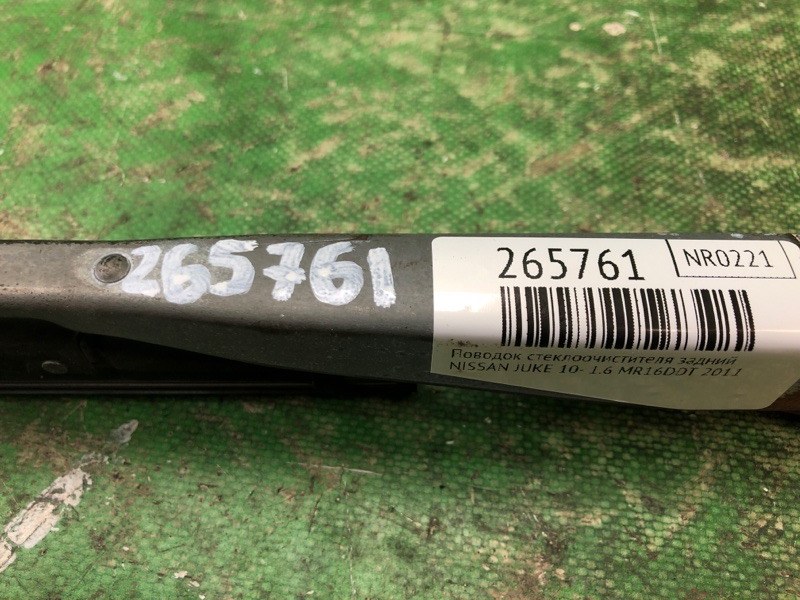 265761
265761
NR0221
Поводок стеклоочистителя задний
NISSAN JUKE 10- 1.6 MR16DDT 2011